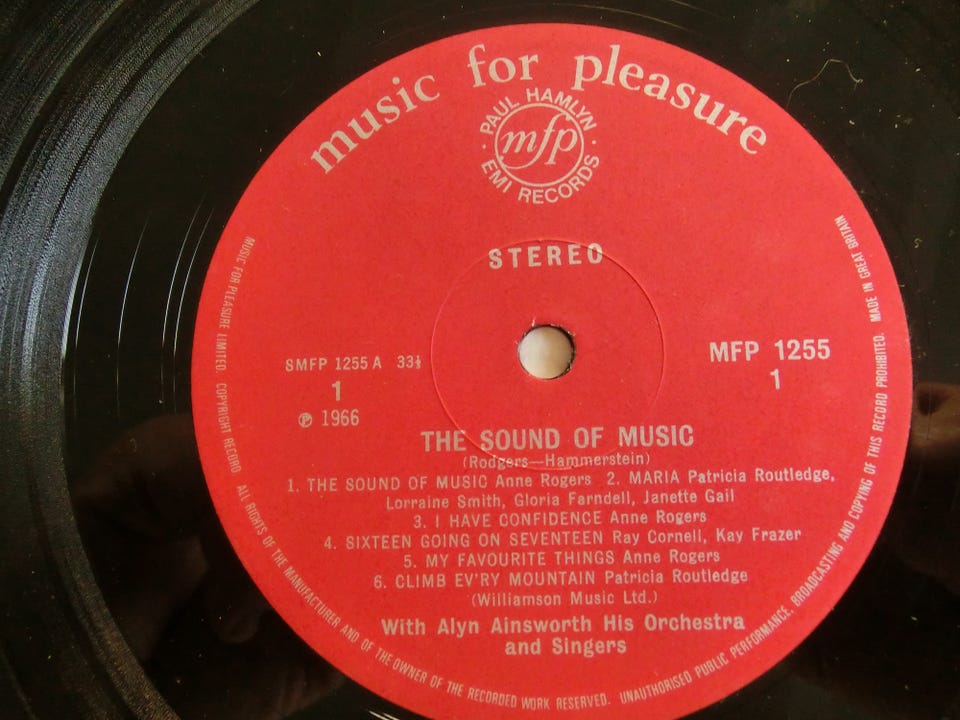 music for pleasure
PAUL HAMLYN
mfp
EMI RECORDS
STEREO
SMFP 1255 A 33⅓
1
℗ 1966
MFP 1255
1
THE SOUND OF MUSIC
(Rodgers—Hammerstein)
1. THE SOUND OF MUSIC Anne Rogers 2. MARIA Patricia Routledge,
Lorraine Smith, Gloria Farndell, Janette Gail
3. I HAVE CONFIDENCE Anne Rogers
4. SIXTEEN GOING ON SEVENTEEN Ray Cornell, Kay Frazer
5. MY FAVOURITE THINGS Anne Rogers
6. CLIMB EV'RY MOUNTAIN Patricia Routledge
(Williamson Music Ltd.)
With Alyn Ainsworth His Orchestra
and Singers
MUSIC FOR PLEASURE LIMITED. COPYRIGHT RECORD. ALL RIGHTS OF THE MANUFACTURER AND OF THE OWNER OF THE RECORDED WORK RESERVED. UNAUTHORISED PUBLIC PERFORMANCE, BROADCASTING AND COPYING OF THIS RECORD PROHIBITED. MADE IN GREAT BRITAIN